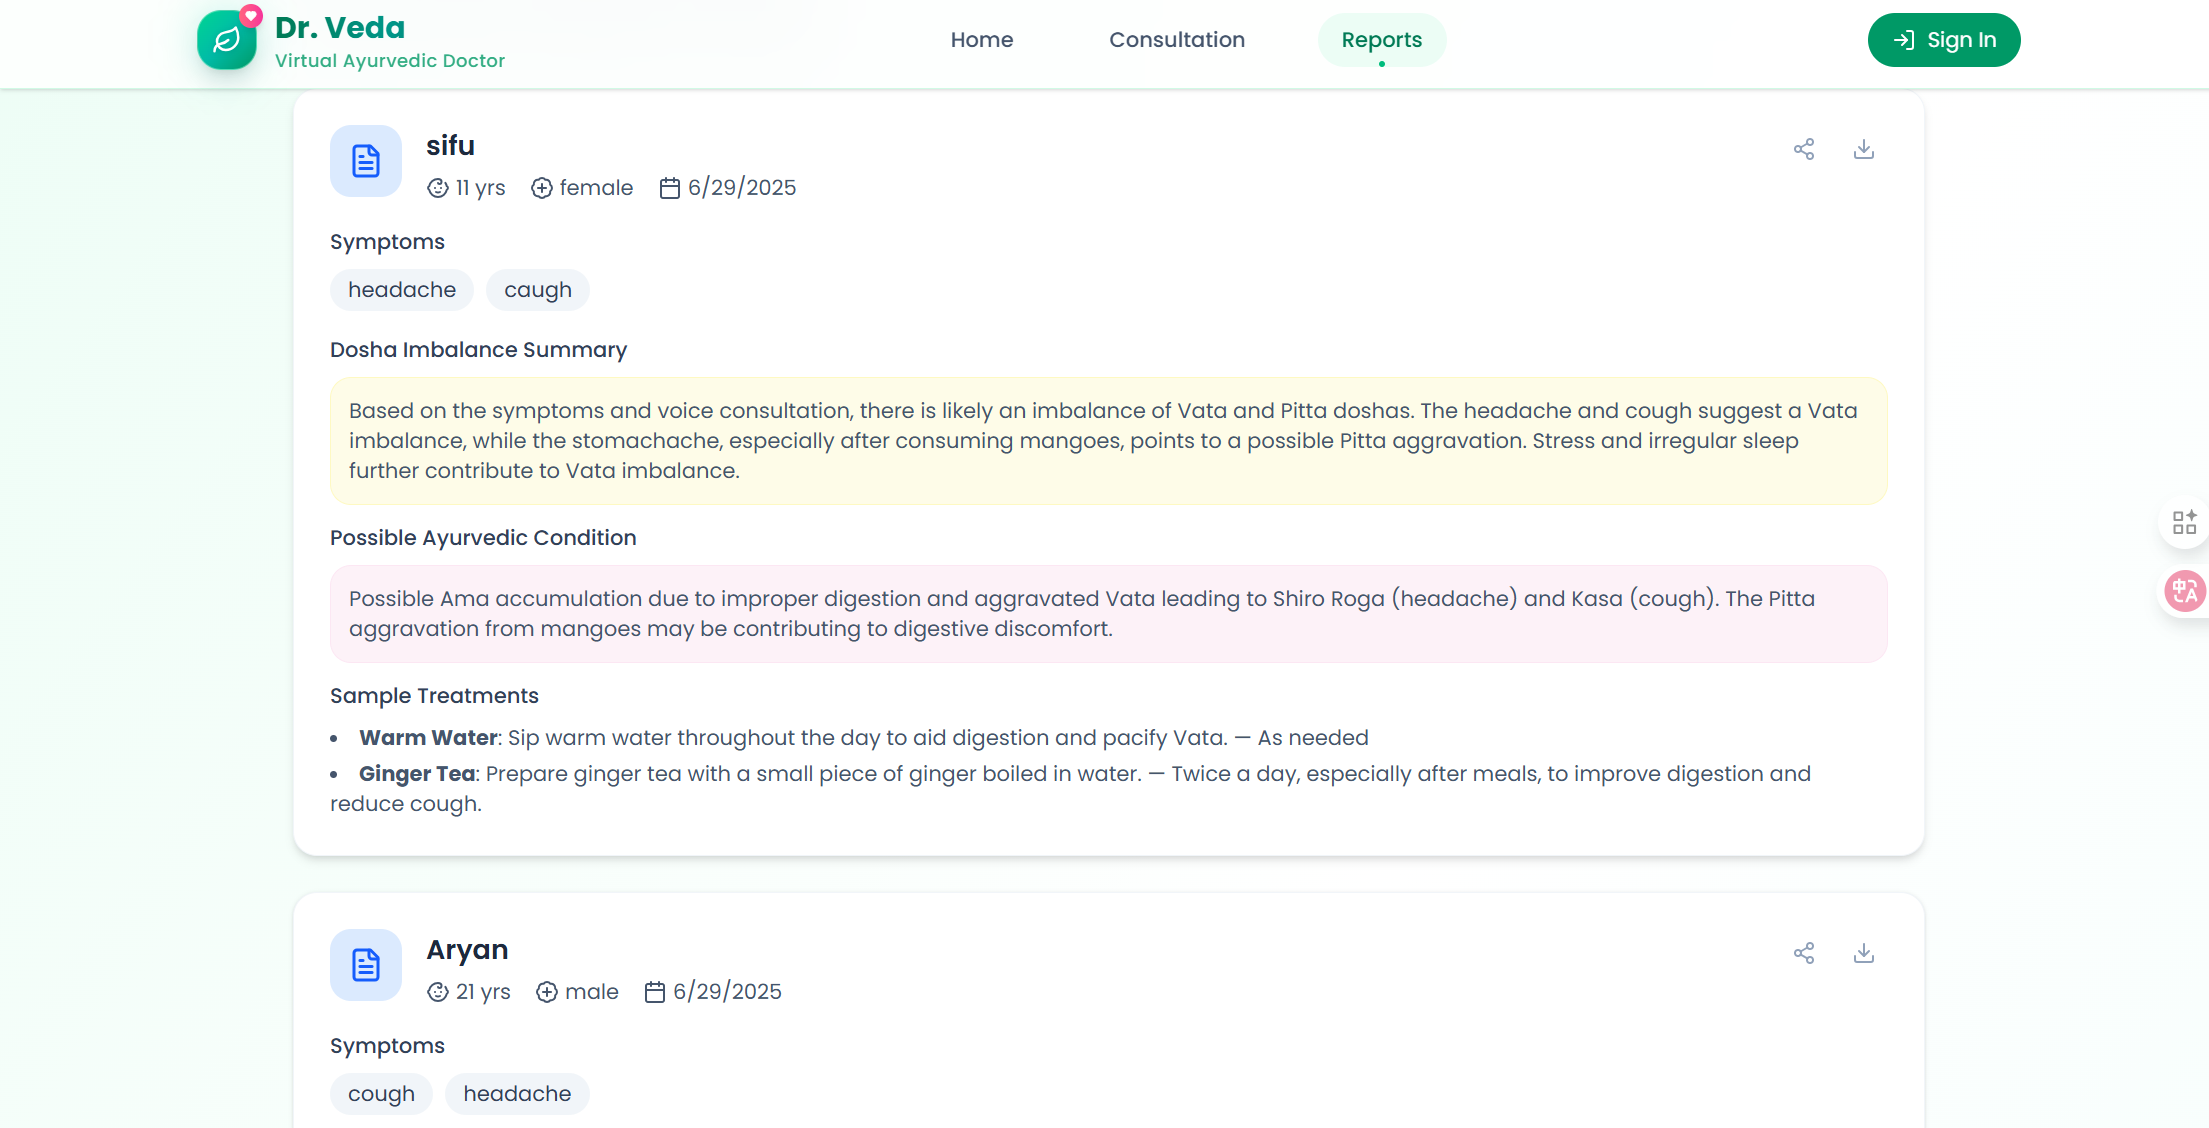 Dr. Veda
Virtual Ayurvedic Doctor
Home
Consultation
Reports
Sign In
sifu
11 yrs
female
6/29/2025
Symptoms
headache
caugh
Dosha Imbalance Summary
Based on the symptoms and voice consultation, there is likely an imbalance of Vata and Pitta doshas. The headache and cough suggest a Vata
imbalance, while the stomachache, especially after consuming mangoes, points to a possible Pitta aggravation. Stress and irregular sleep
further contribute to Vata imbalance.
Possible Ayurvedic Condition
Possible Ama accumulation due to improper digestion and aggravated Vata leading to Shiro Roga (headache) and Kasa (cough). The Pitta
aggravation from mangoes may be contributing to digestive discomfort.
Sample Treatments
• Warm Water: Sip warm water throughout the day to aid digestion and pacify Vata. — As needed
• Ginger Tea: Prepare ginger tea with a small piece of ginger boiled in water. — Twice a day, especially after meals, to improve digestion and
reduce cough.
Aryan
21 yrs
male
6/29/2025
Symptoms
cough
headache
中A